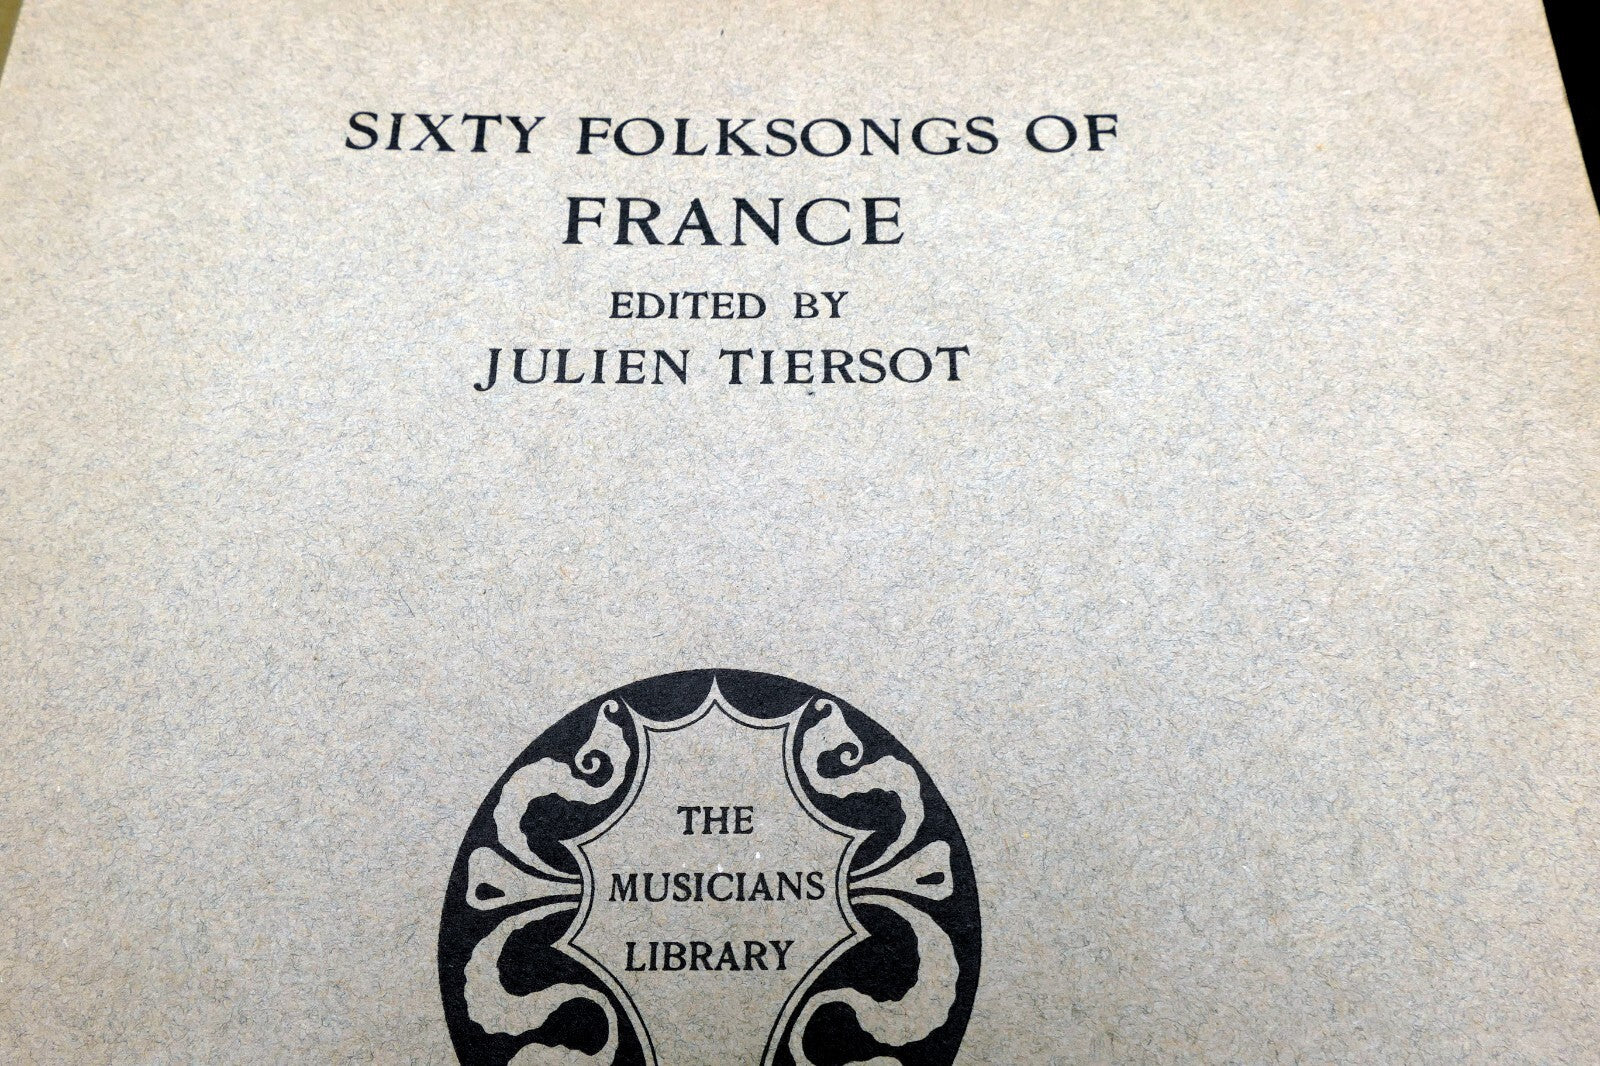 SIXTY FOLKSONGS OF
FRANCE
EDITED BY
JULIEN TIERSOT
THE
MUSICIANS
LIBRARY